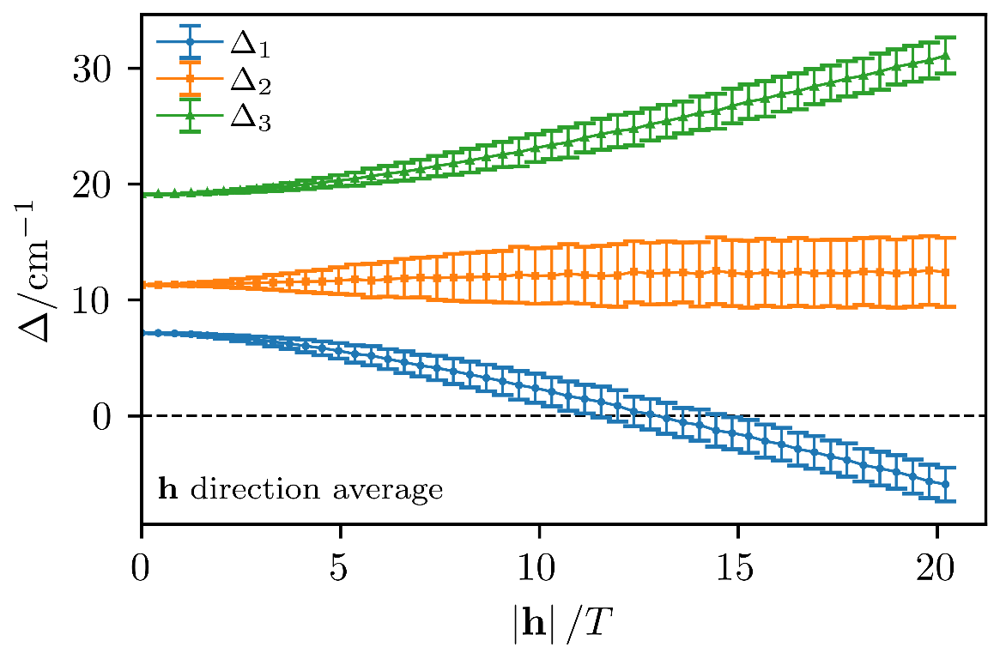 Δ₁
Δ₂
Δ₃
30
20
10
0
Δ/cm⁻¹
h direction average
0 5 10 15 20
|h| /T